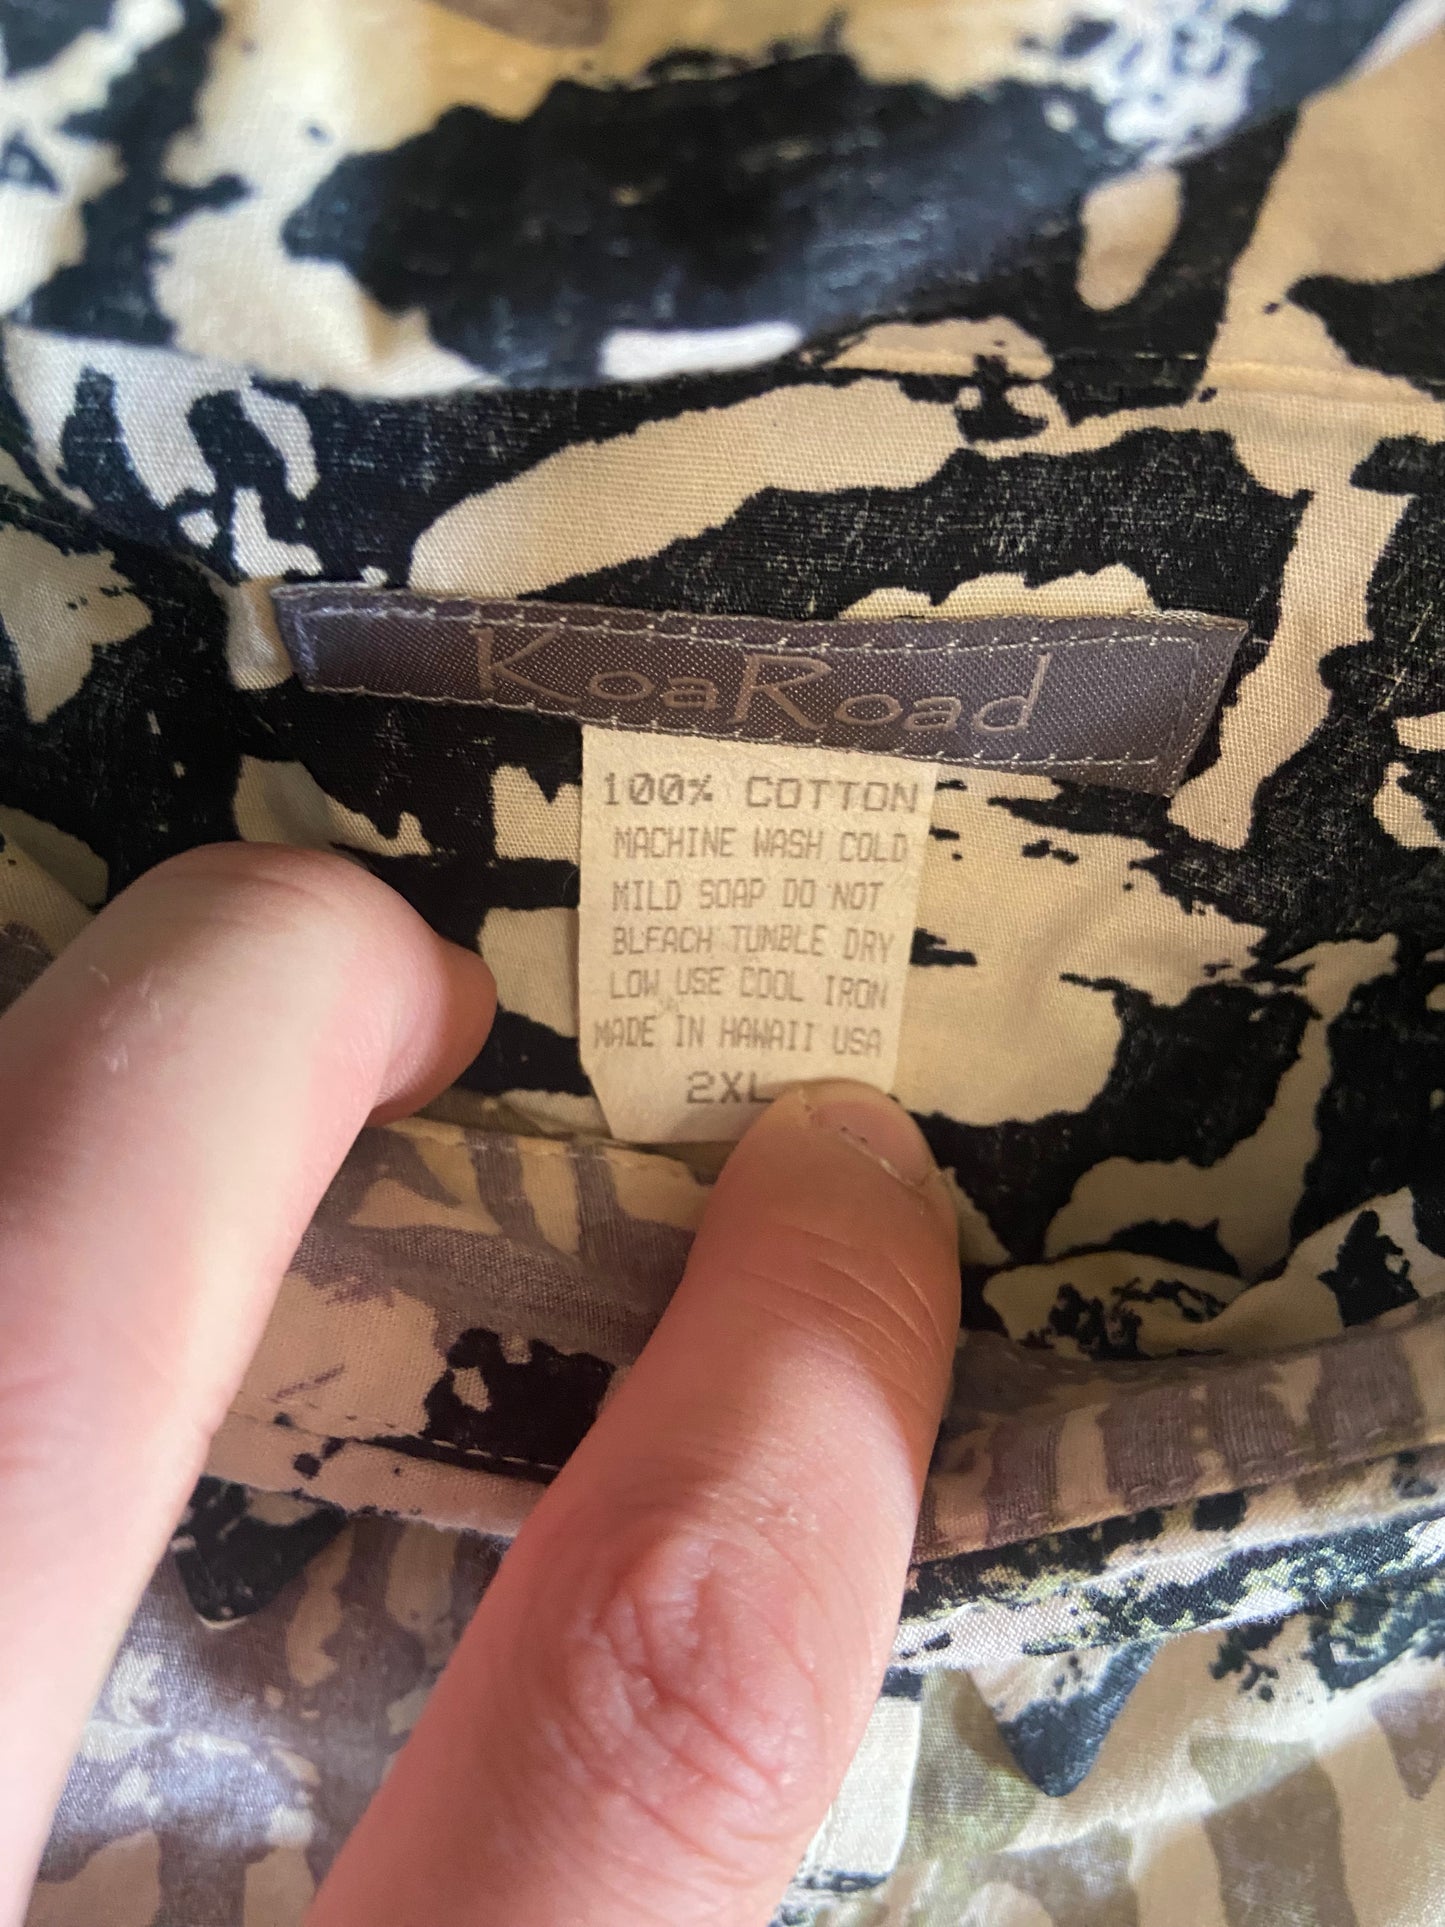 KoaRoad
100% COTTON
MACHINE WASH COLD
MILD SOAP DO NOT
BLEACH TUMBLE DRY
LOW USE COOL IRON
MADE IN HAWAII USA
2XL